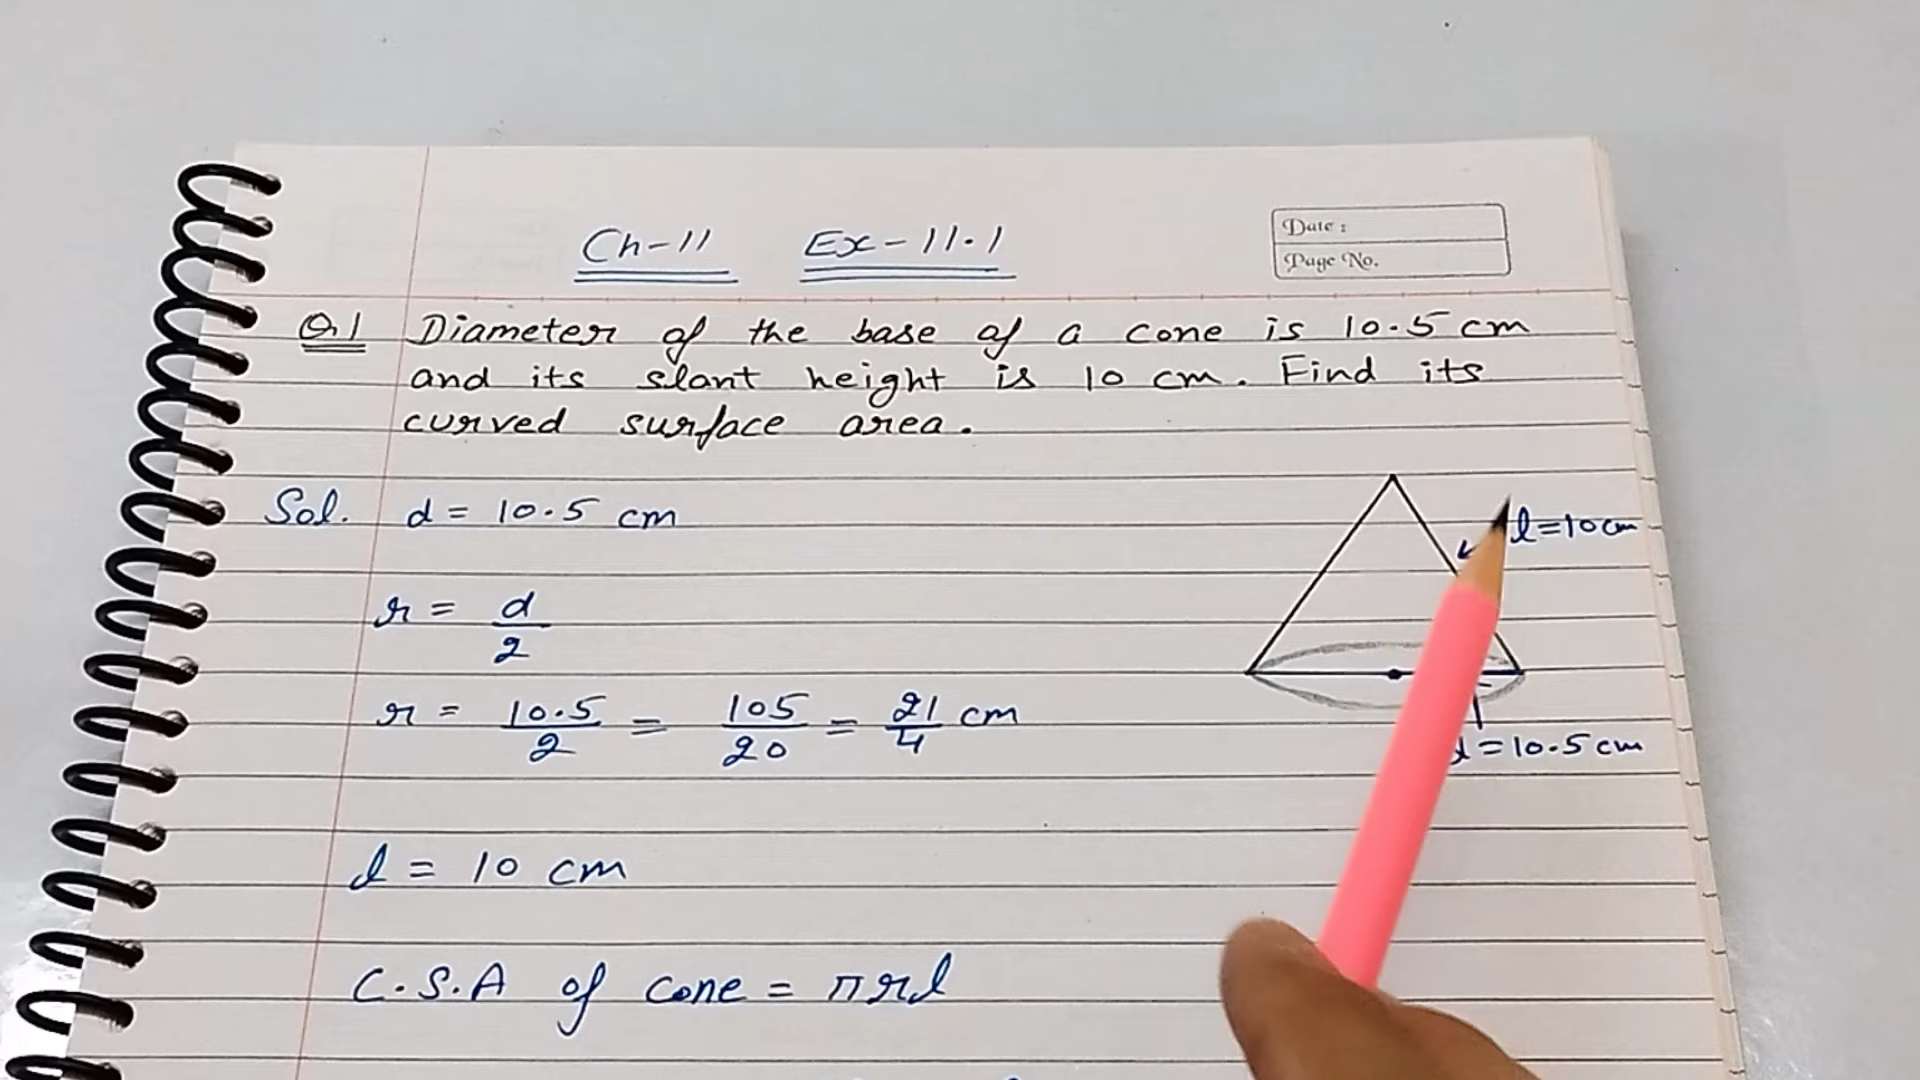 Ch-11 Ex-11.1
Date :
Page No.
Q.1 Diameter of the base of a cone is 10.5 cm
and its slant height is 10 cm. Find its
curved surface area.
Sol. d = 10.5 cm
l=10cm
r = d/2
r = 10.5/2 = 105/20 = 21/4 cm
d=10.5cm
l = 10 cm
C.S.A of cone = πrl